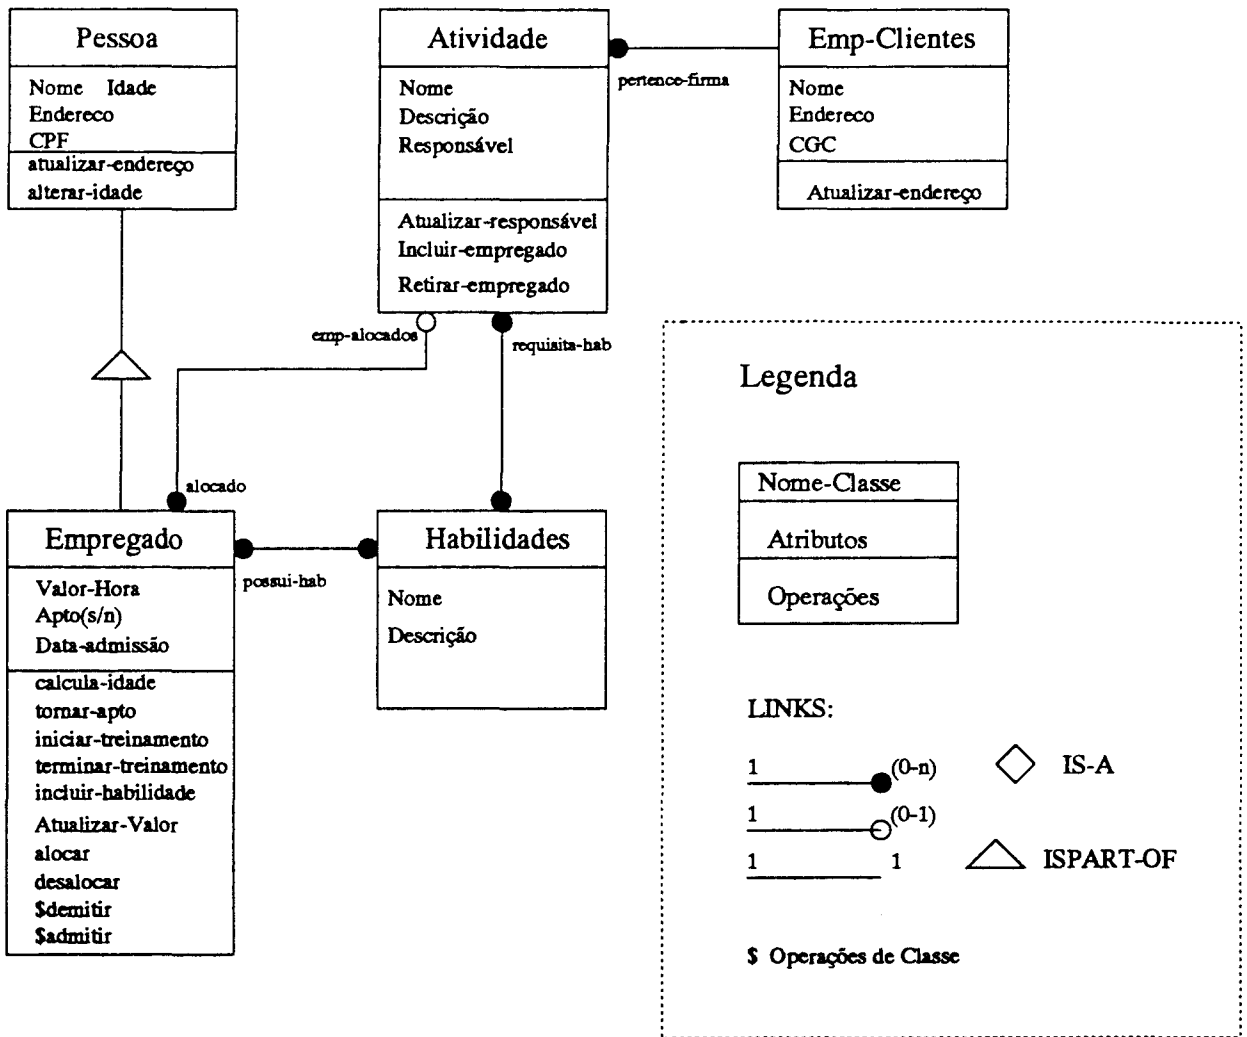 Pessoa
Nome Idade
Endereco
CPF
atualizar-endereço
alterar-idade
Atividade
Nome
Descrição
Responsável
Atualizar-responsável
Incluir-empregado
Retirar-empregado
pertence-firma
Emp-Clientes
Nome
Endereco
CGC
Atualizar-endereço
emp-alocados
requisita-hab
alocado
Empregado
Valor-Hora
Apto(s/n)
Data-admissão
calcula-idade
tornar-apto
iniciar-treinamento
terminar-treinamento
incluir-habilidade
Atualizar-Valor
alocar
desalocar
$demitir
$admitir
possui-hab
Habilidades
Nome
Descrição
Legenda
Nome-Classe
Atributos
Operações
LINKS:
1 (0-n)
IS-A
1 (0-1)
1 1
ISPART-OF
$ Operações de Classe